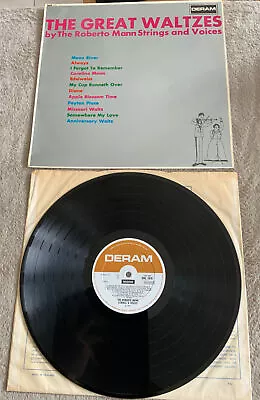 DERAM
THE GREAT WALTZES
by The Roberto Mann Strings and Voices
Moon River
Always
I Forgot To Remember
Carolina Moon
Edelweiss
My Cup Runneth Over
Diane
Apple Blossom Time
Peyton Place
Missouri Waltz
Somewhere My Love
Anniversary Waltz
DERAM